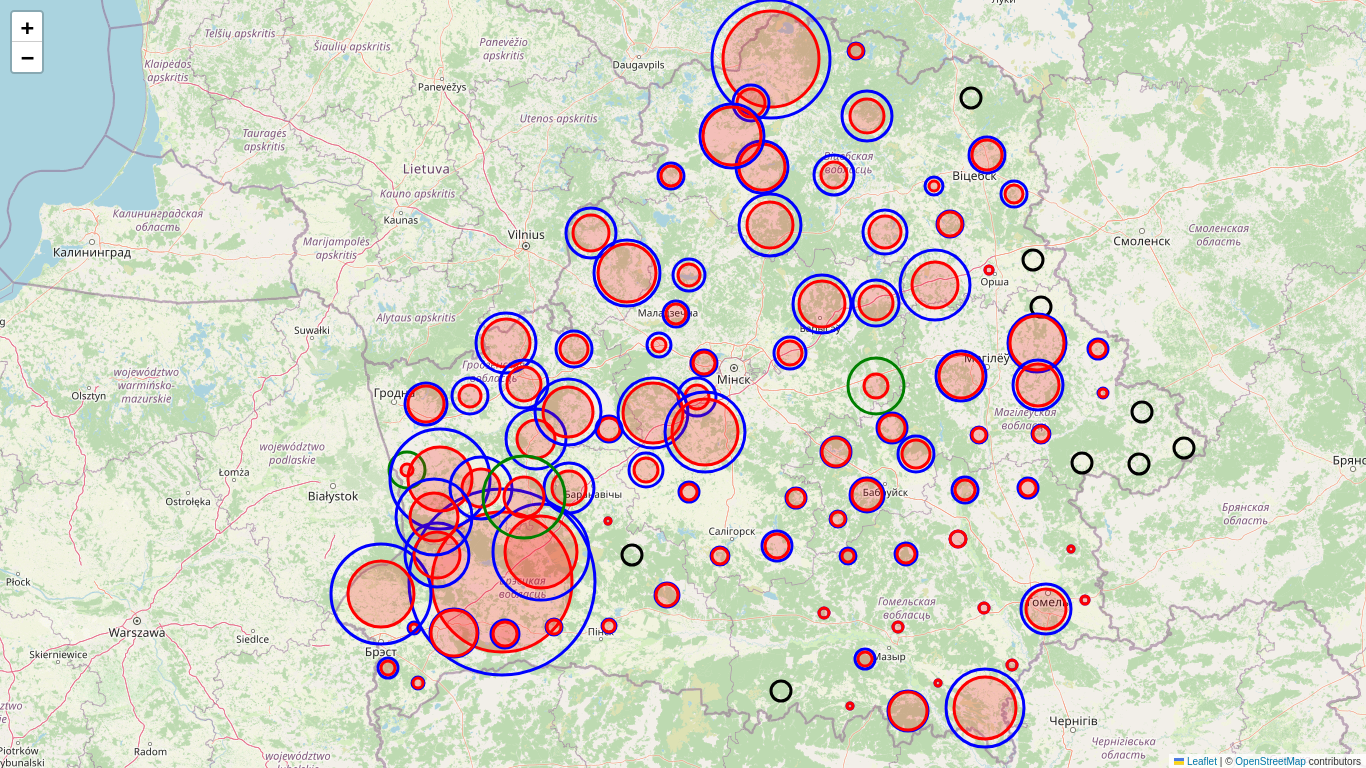 +
−
Луки
Telšių apskritis
Šiaulių apskritis
Panevėžio
apskritis
Daugavpils
Klaipėdos
apskritis
Panevėžys
Utenos apskritis
Tauragės
apskritis
Lietuva
Kauno apskritis
Kaunas
Калининградская
область
Калининград
Marijampolės
apskritis
Vilnius
Віцебская
вобласць
Віцебск
Смоленск
Смоленская
область
Орша
Alytaus apskritis
Suwałki
Маладзечна
Барысаў
Магілёў
Мінск
Гродна
Гродзенская
вобласць
województwo
warmińsko-
mazurskie
Olsztyn
Магілёўская
вобласць
województwo
podlaskie
Łomża
Ostrołęka
Białystok
Баранавічы
Бабруйск
Салігорск
Брянская
область
Płock
Брэсцкая
вобласць
Гомельская
вобласць
Гомель
Warszawa
Siedlce
Skierniewice
Брэст
Пінск
Мазыр
Чернігів
Чернігівська
область
Piotrków
Radom
województwo
Leaflet | © OpenStreetMap contributors